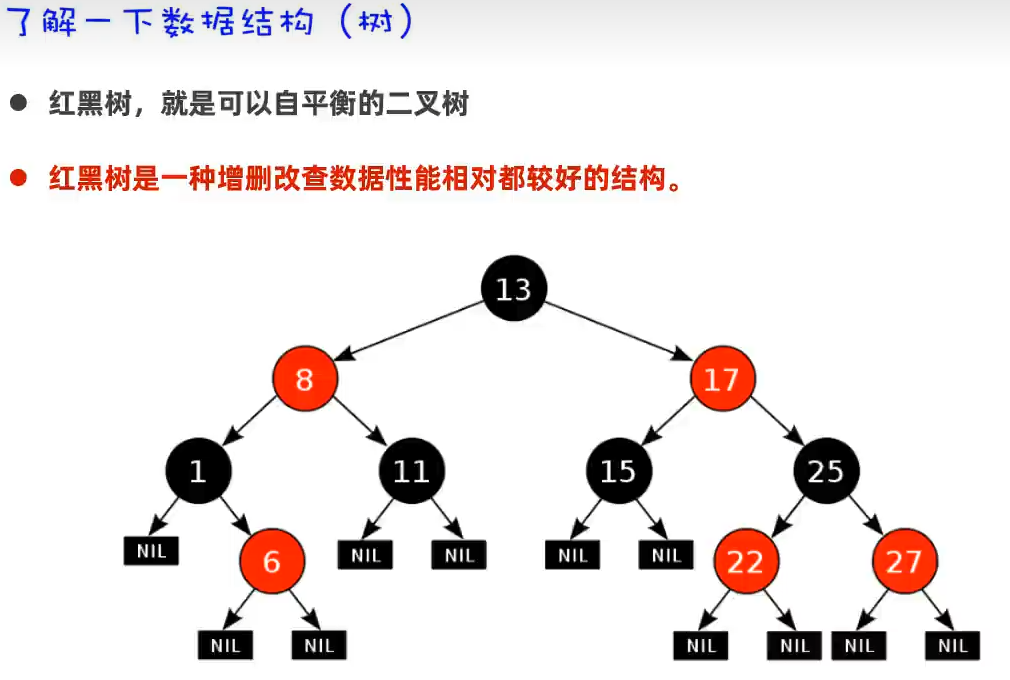 了解一下数据结构（树）
● 红黑树，就是可以自平衡的二叉树
● 红黑树是一种增删改查数据性能相对都较好的结构。
13
8 17
1 11 15 25
NIL 6 NIL NIL NIL NIL 22 27
NIL NIL NIL NIL NIL NIL